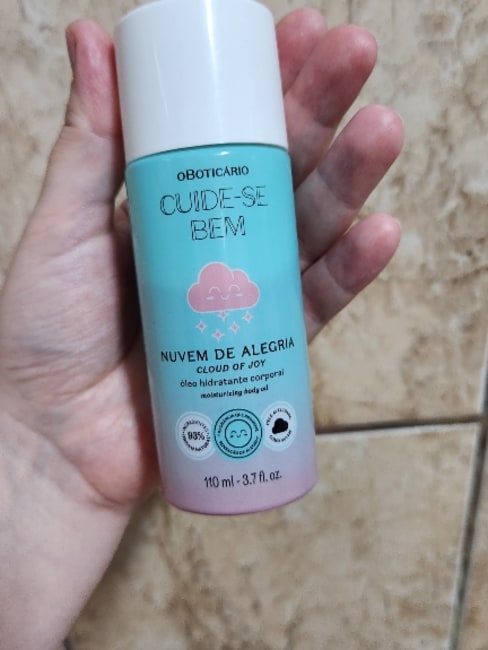 oBOTICÁRIO
CUIDE-SE
BEM
NUVEM DE ALEGRIA
CLOUD OF JOY
óleo hidratante corporal
moisturizing body oil
93%
110 ml - 3.7 fl. oz.